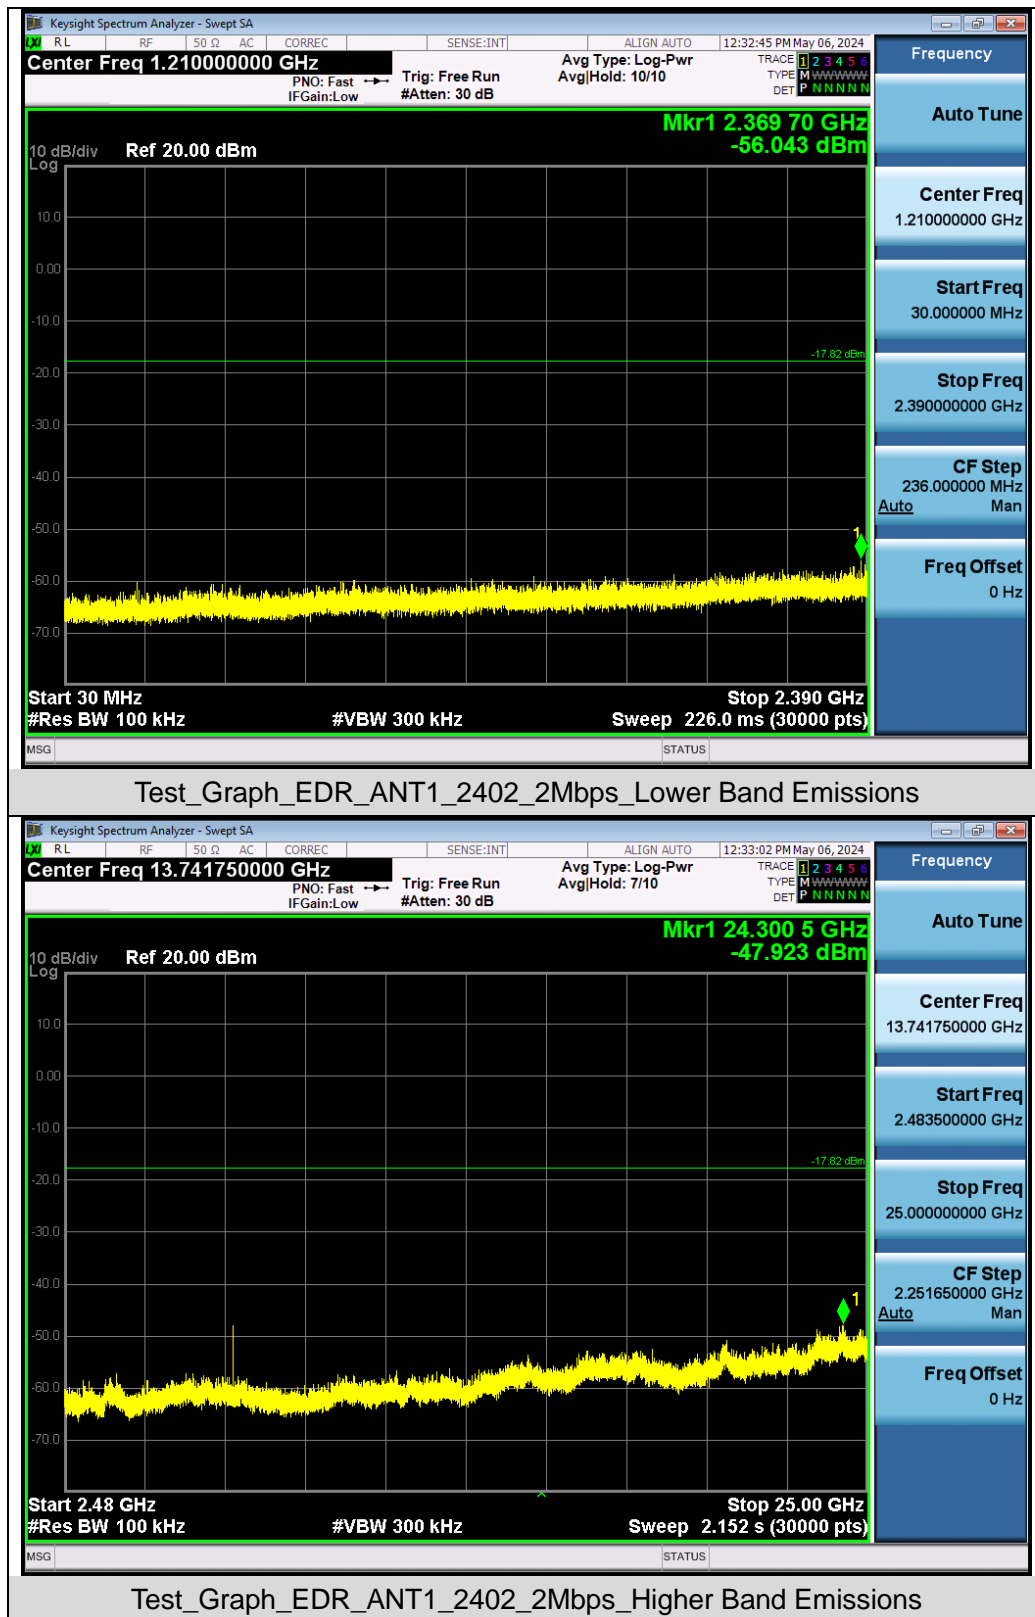 Keysight Spectrum Analyzer - Swept SA
LXI RL RF 50 Ω AC CORREC SENSE:INT ALIGN AUTO 12:32:45 PM May 06, 2024
Center Freq 1.210000000 GHz
PNO: Fast
IFGain:Low
Trig: Free Run
#Atten: 30 dB
Avg Type: Log-Pwr
Avg|Hold: 10/10
TRACE 1 2 3 4 5 6
TYPE M WWWWW
DET P N N N N N
Mkr1 2.369 70 GHz
-56.043 dBm
10 dB/div
Log
Ref 20.00 dBm
10.0
0.00
-10.0
-17.82 dBm
-20.0
-30.0
-40.0
-50.0
1
-60.0
-70.0
Start 30 MHz
Stop 2.390 GHz
#Res BW 100 kHz
#VBW 300 kHz
Sweep 226.0 ms (30000 pts)
MSG
STATUS
Frequency
Auto Tune
Center Freq
1.210000000 GHz
Start Freq
30.000000 MHz
Stop Freq
2.390000000 GHz
CF Step
236.000000 MHz
Auto Man
Freq Offset
0 Hz
Test_Graph_EDR_ANT1_2402_2Mbps_Lower Band Emissions
Keysight Spectrum Analyzer - Swept SA
LXI RL RF 50 Ω AC CORREC SENSE:INT ALIGN AUTO 12:33:02 PM May 06, 2024
Center Freq 13.741750000 GHz
PNO: Fast
IFGain:Low
Trig: Free Run
#Atten: 30 dB
Avg Type: Log-Pwr
Avg|Hold: 7/10
TRACE 1 2 3 4 5 6
TYPE M WWWWW
DET P N N N N N
Mkr1 24.300 5 GHz
-47.923 dBm
10 dB/div
Log
Ref 20.00 dBm
10.0
0.00
-10.0
-17.82 dBm
-20.0
-30.0
-40.0
1
-50.0
-60.0
-70.0
Start 2.48 GHz
Stop 25.00 GHz
#Res BW 100 kHz
#VBW 300 kHz
Sweep 2.152 s (30000 pts)
MSG
STATUS
Frequency
Auto Tune
Center Freq
13.741750000 GHz
Start Freq
2.483500000 GHz
Stop Freq
25.000000000 GHz
CF Step
2.251650000 GHz
Auto Man
Freq Offset
0 Hz
Test_Graph_EDR_ANT1_2402_2Mbps_Higher Band Emissions